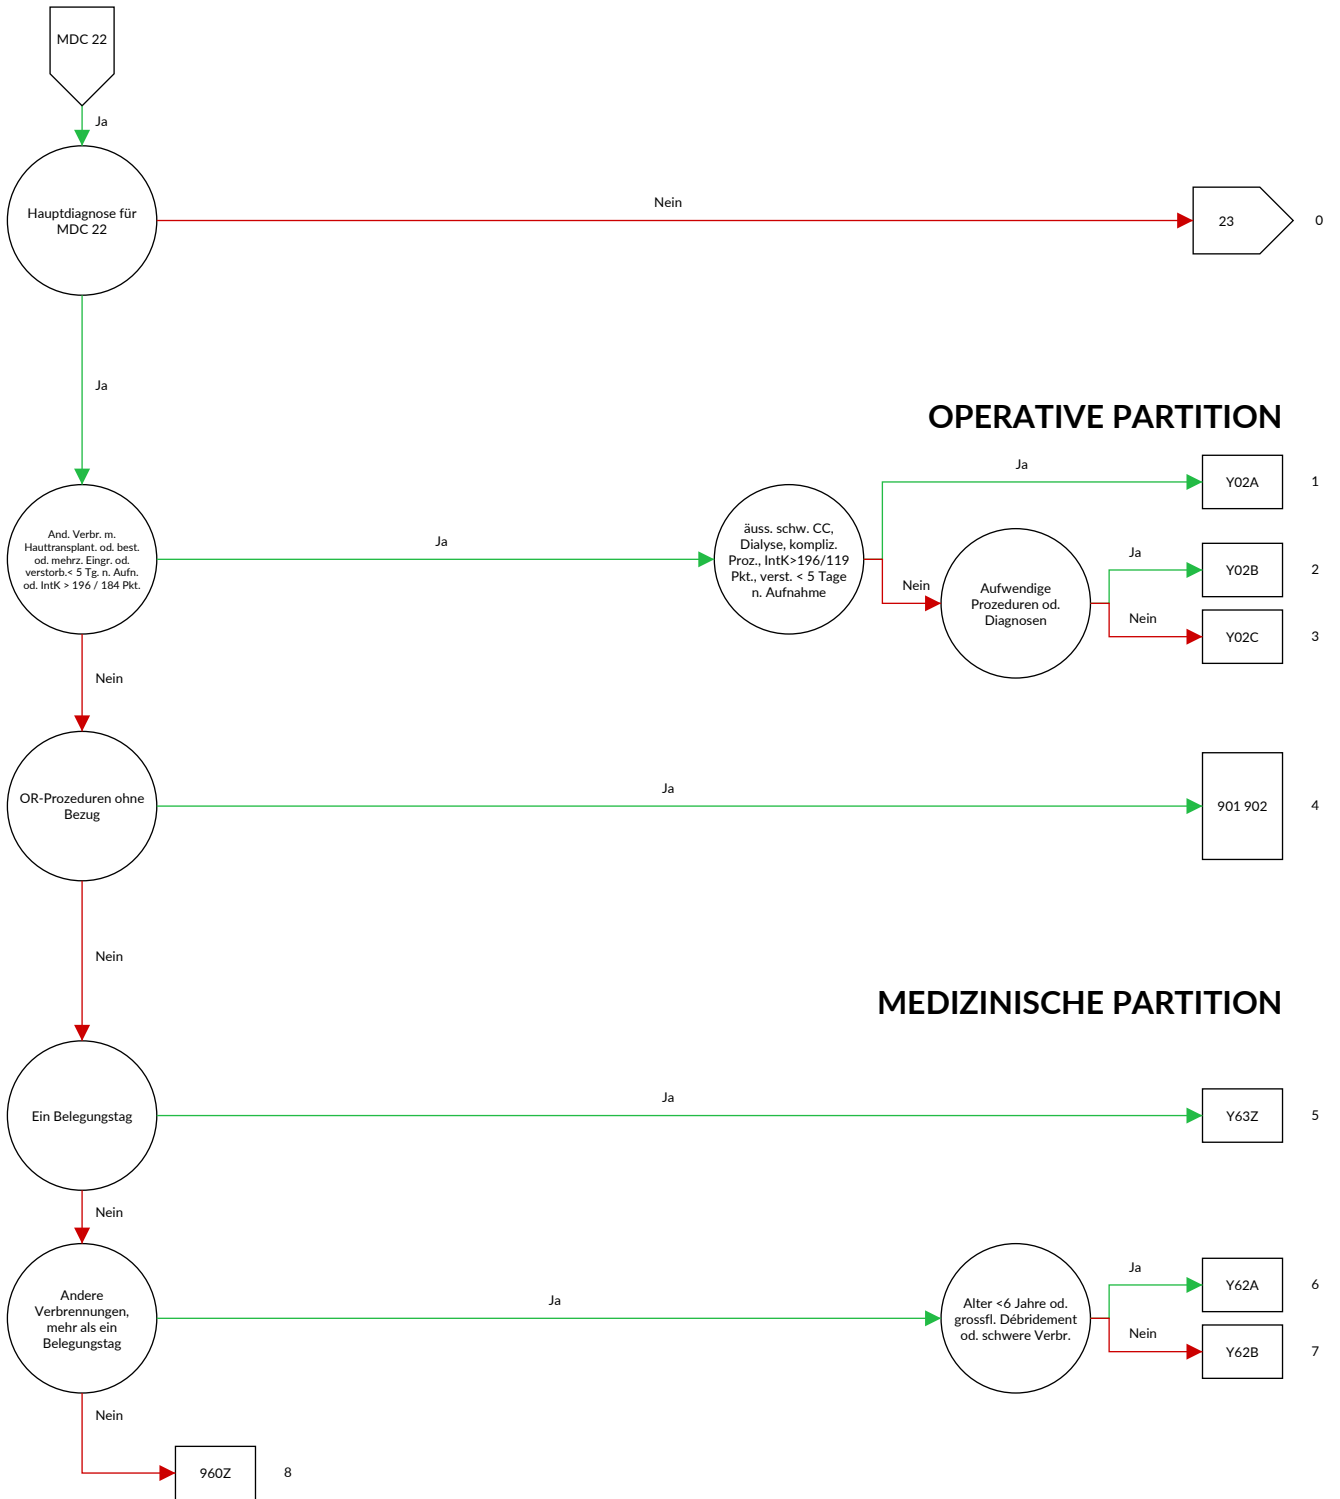 MDC 22
Ja
Hauptdiagnose für
MDC 22
Nein
23
0
Ja
OPERATIVE PARTITION
And. Verbr. m.
Hauttransplant. od. best.
od. mehrz. Eingr. od.
verstorb.< 5 Tg. n. Aufn.
od. IntK > 196 / 184 Pkt.
Ja
äuss. schw. CC,
Dialyse, kompliz.
Proz., IntK>196/119
Pkt., verst. < 5 Tage
n. Aufnahme
Ja
Y02A
1
Nein
Aufwendige
Prozeduren od.
Diagnosen
Ja
Y02B
2
Nein
Y02C
3
Nein
OR-Prozeduren ohne
Bezug
Ja
901 902
4
Nein
MEDIZINISCHE PARTITION
Ein Belegungstag
Ja
Y63Z
5
Nein
Andere
Verbrennungen,
mehr als ein
Belegungstag
Ja
Alter <6 Jahre od.
grossfl. Débridement
od. schwere Verbr.
Ja
Y62A
6
Nein
Y62B
7
Nein
960Z
8